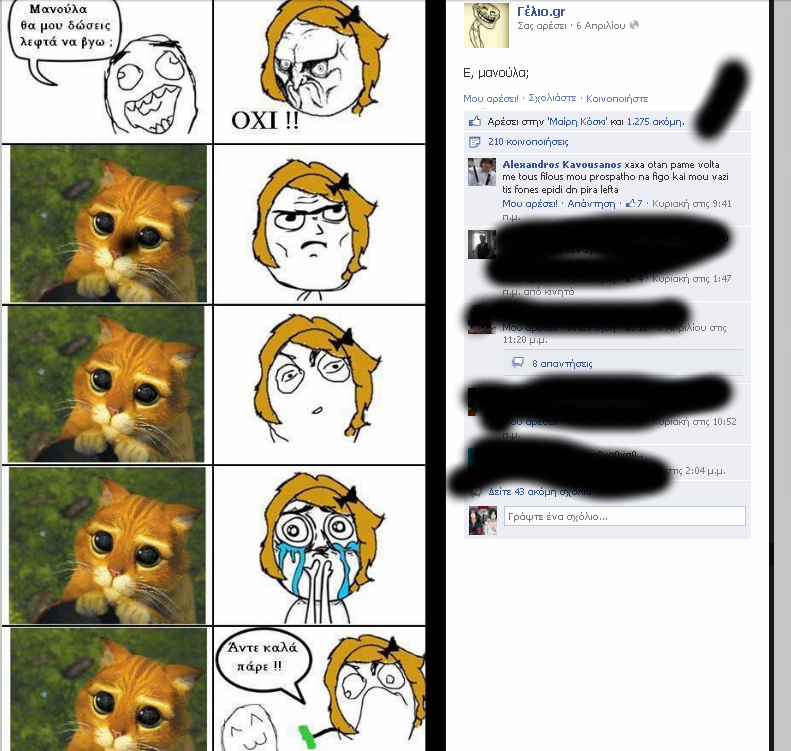 Μανούλα
θα μου δώσεις
λεφτά να βγω ;
ΟΧΙ !!
Άντε καλά
πάρε !!
Γέλιο.gr
Σας αρέσει · 6 Απριλίου
Ε, μανούλα;
Μου αρέσει! · Σχολιάστε · Κοινοποιήστε
Αρέσει στην 'Μαίρη Κόσκ' και 1.275 ακόμη.
210 κοινοποιήσεις
Alexandros Kavousanos xaxa otan pame volta
me tous filous mou prospatho na figo kai mou vazi
tis fones epidi dn pira lefta
Μου αρέσει! · Απάντηση · 7 · Κυριακή στις 9:41
π.μ.
4 · Κυριακή στις 1:47
π.μ. από κινητό
Μου αρέσει! · Απάντηση · 12 · 6 Απριλίου στις
11:20 μ.μ.
8 απαντήσεις
Μου αρέσει! Κυριακή στις 10:52
π.μ.
στις 2:04 μ.μ.
Δείτε 43 ακόμη σχόλια
Γράψτε ένα σχόλιο...